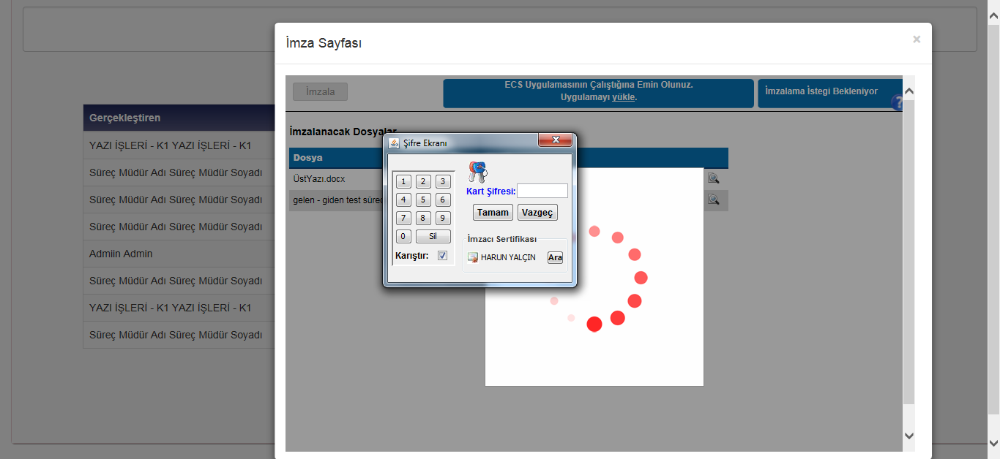 İmza Sayfası
×
İmzala
ECS Uygulamasının Çalıştığına Emin Olunuz.
Uygulamayı yükle.
İmzalama İstegi Bekleniyor
?
Gerçekleştiren
YAZI İŞLERİ - K1 YAZI İŞLERİ - K1
Süreç Müdür Adı Süreç Müdür Soyadı
Süreç Müdür Adı Süreç Müdür Soyadı
Süreç Müdür Adı Süreç Müdür Soyadı
Admiin Admin
Süreç Müdür Adı Süreç Müdür Soyadı
YAZI İŞLERİ - K1 YAZI İŞLERİ - K1
Süreç Müdür Adı Süreç Müdür Soyadı
İmzalanacak Dosyalar
Dosya
ÜstYazı.docx
gelen - giden test sürec
Şifre Ekranı
x
1 2 3
4 5 6
7 8 9
0 Sil
Karıştır:
Kart Şifresi:
Tamam Vazgeç
İmzacı Sertifikası
HARUN YALÇIN Ara